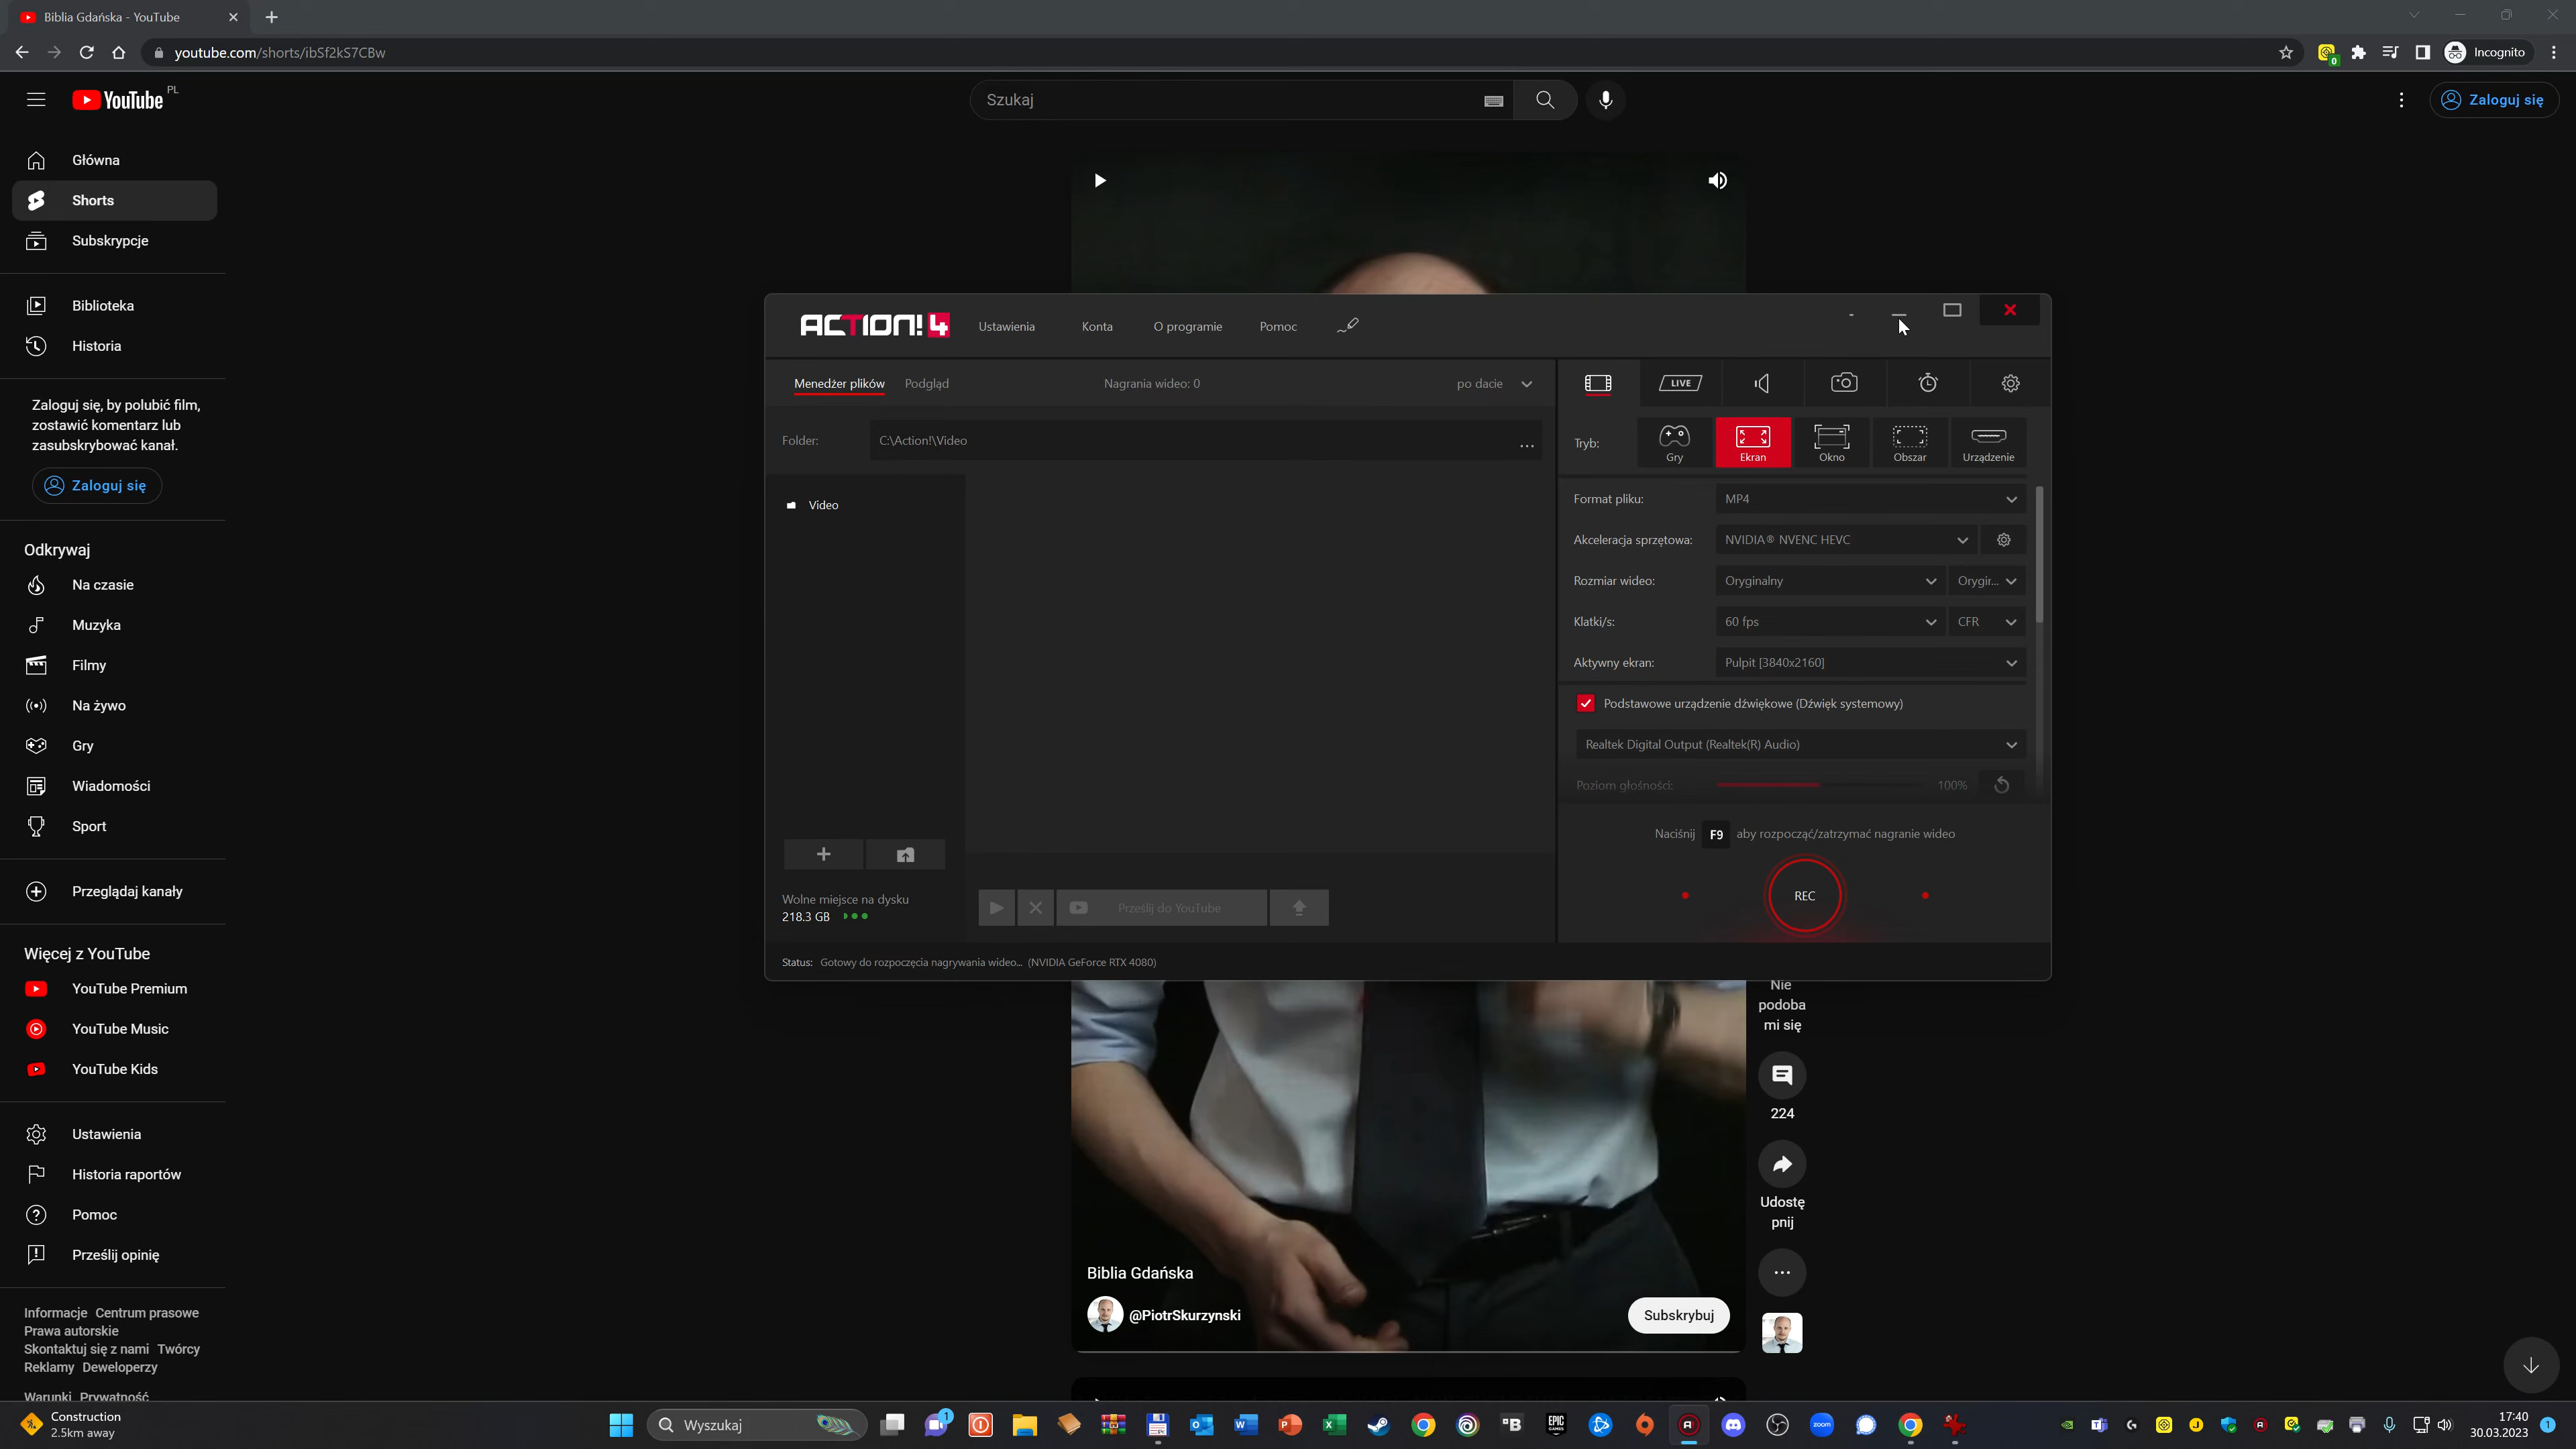 Biblia Gdańska - YouTube
youtube.com/shorts/ibSf2kS7CBw
0
Incognito
YouTube PL
Szukaj
Zaloguj się
Główna
Shorts
Subskrypcje
Biblioteka
Historia
Zaloguj się, by polubić film,
zostawić komentarz lub
zasubskrybować kanał.
Zaloguj się
Odkrywaj
Na czasie
Muzyka
Filmy
Na żywo
Gry
Wiadomości
Sport
Przeglądaj kanały
Więcej z YouTube
YouTube Premium
YouTube Music
YouTube Kids
Ustawienia
Historia raportów
Pomoc
Prześlij opinię
Informacje Centrum prasowe
Prawa autorskie
Skontaktuj się z nami Twórcy
Reklamy Deweloperzy
Warunki Prywatność
ACTION! 4
Ustawienia Konta O programie Pomoc
Menedżer plików Podgląd Nagrania wideo: 0 po dacie
Folder: C:\Action!\Video ...
Video
Wolne miejsce na dysku
218.3 GB
Prześlij do YouTube
Status: Gotowy do rozpoczęcia nagrywania wideo... (NVIDIA GeForce RTX 4080)
LIVE
Tryb: Gry Ekran Okno Obszar Urządzenie
Format pliku: MP4
Akceleracja sprzętowa: NVIDIA® NVENC HEVC
Rozmiar wideo: Oryginalny Orygir...
Klatki/s: 60 fps CFR
Aktywny ekran: Pulpit [3840x2160]
Podstawowe urządzenie dźwiękowe (Dźwięk systemowy)
Realtek Digital Output (Realtek(R) Audio)
Poziom głośności: 100%
Naciśnij F9 aby rozpocząć/zatrzymać nagranie wideo
REC
Nie
podoba
mi się
224
Udostę
pnij
Biblia Gdańska
@PiotrSkurzynski
Subskrybuj
Construction
2.5km away
Wyszukaj
1
EPIC
GAMES
zoom
17:40
30.03.2023
1